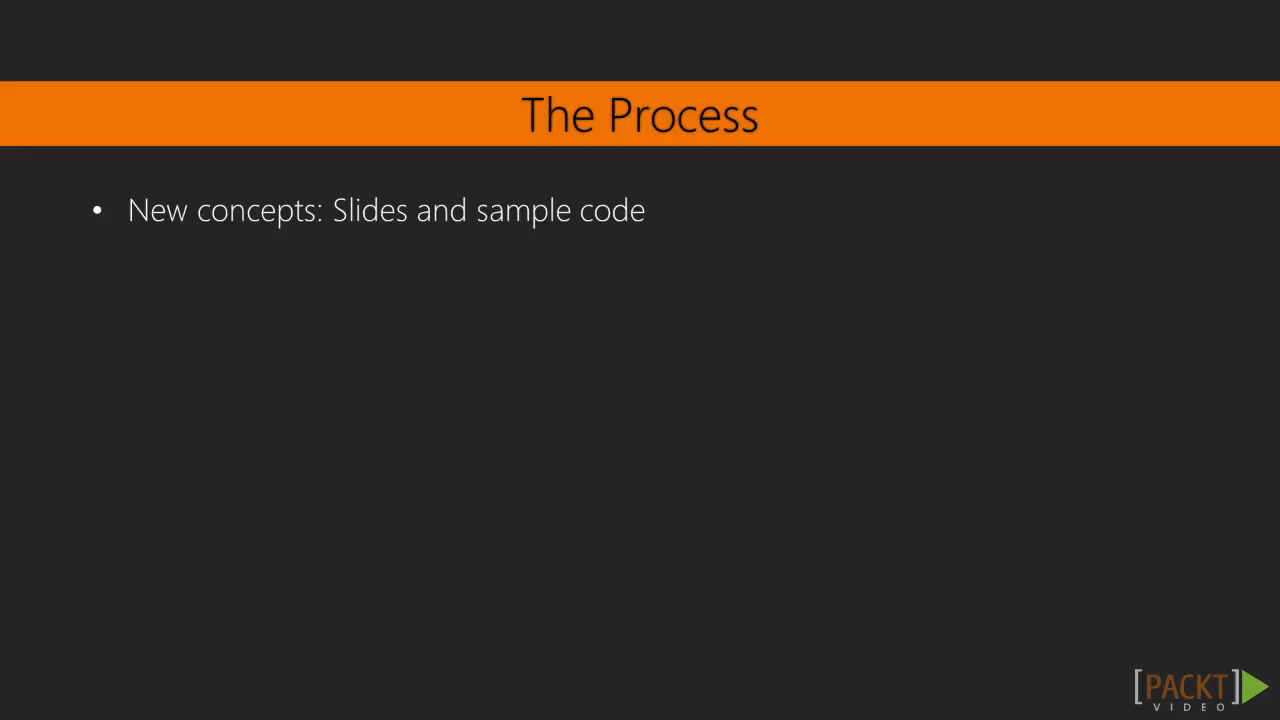 The Process
• New concepts: Slides and sample code
[PACKT]
VIDEO